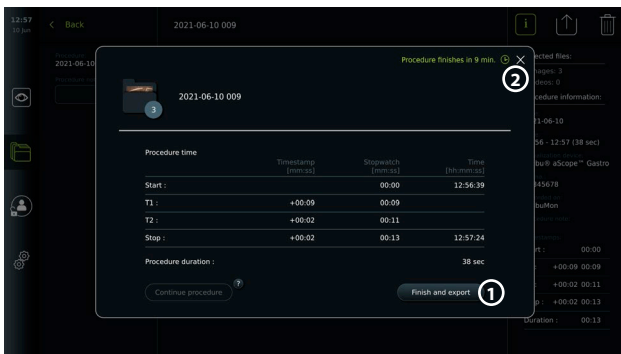 12:57
10 Jun
Back
2021-06-10 009
i
Procedure finishes in 9 min.
2
2021-06-10
2021-06-10 009
3
Procedure time
Timestamp [mm:ss] Stopwatch [mm:ss] Time [hh:mm:ss]
Start : 00:00 12:56:39
T1 : +00:09 00:09
T2 : +00:02 00:11
Stop : +00:02 00:13 12:57:24
Procedure duration : 38 sec
Continue procedure ?
Finish and export 1
ected files:
ages: 3
deos: 0
cedure information:
21-06-10
56 - 12:57 (38 sec)
bu® aScope™ Gastro
345678
buMon
rt : 00:00
: +00:09 00:09
: +00:02 00:11
p : +00:02 00:13
Duration : 00:13